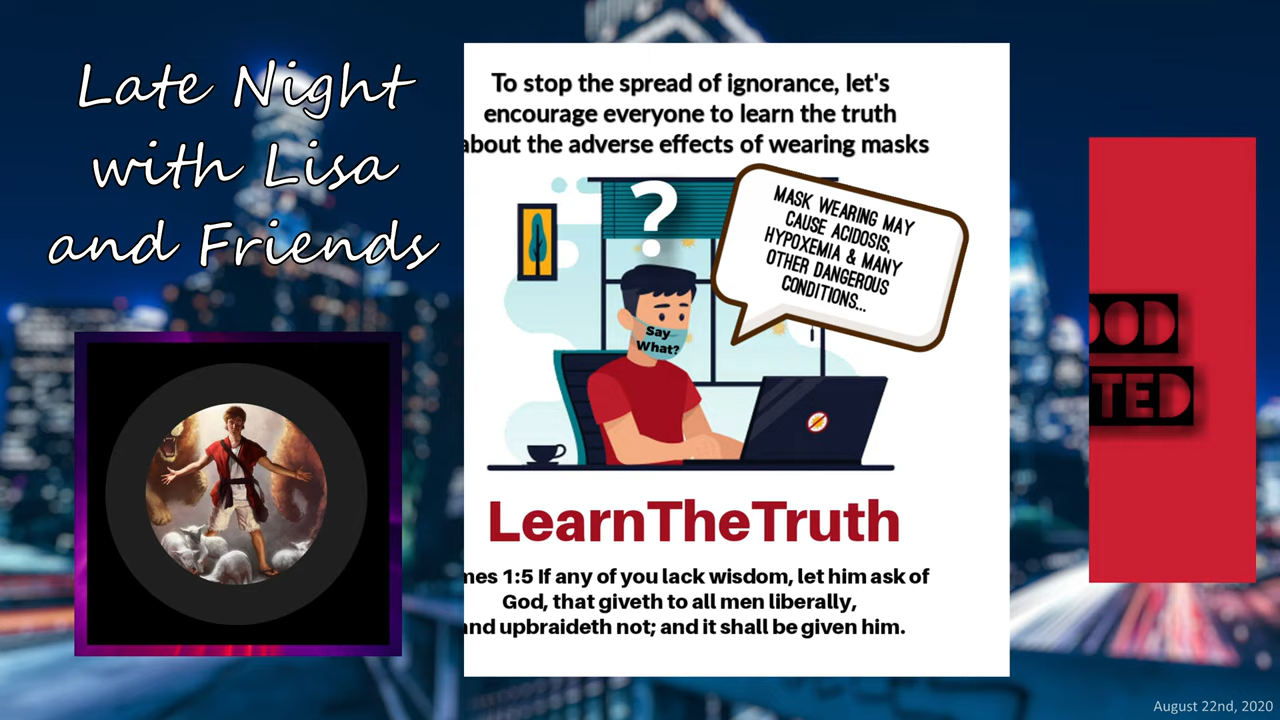 Late Night
with Lisa
and Friends
To stop the spread of ignorance, let's
encourage everyone to learn the truth
about the adverse effects of wearing masks
?
MASK WEARING MAY
CAUSE ACIDOSIS,
HYPOXEMIA & MANY
OTHER DANGEROUS
CONDITIONS...
Say
What?
LearnTheTruth
mes 1:5 If any of you lack wisdom, let him ask of
God, that giveth to all men liberally,
and upbraideth not; and it shall be given him.
OOD
TED
August 22nd, 2020